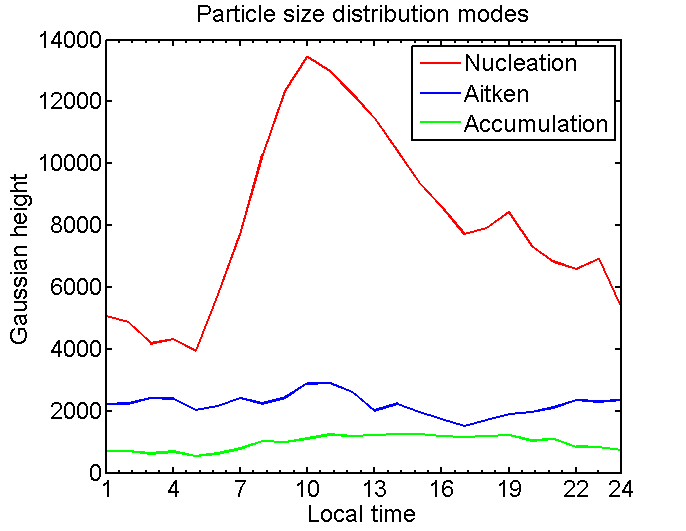 Particle size distribution modes
14000
12000
10000
8000
6000
4000
2000
0
Gaussian height
Nucleation
Aitken
Accumulation
1 4 7 10 13 16 19 22 24
Local time